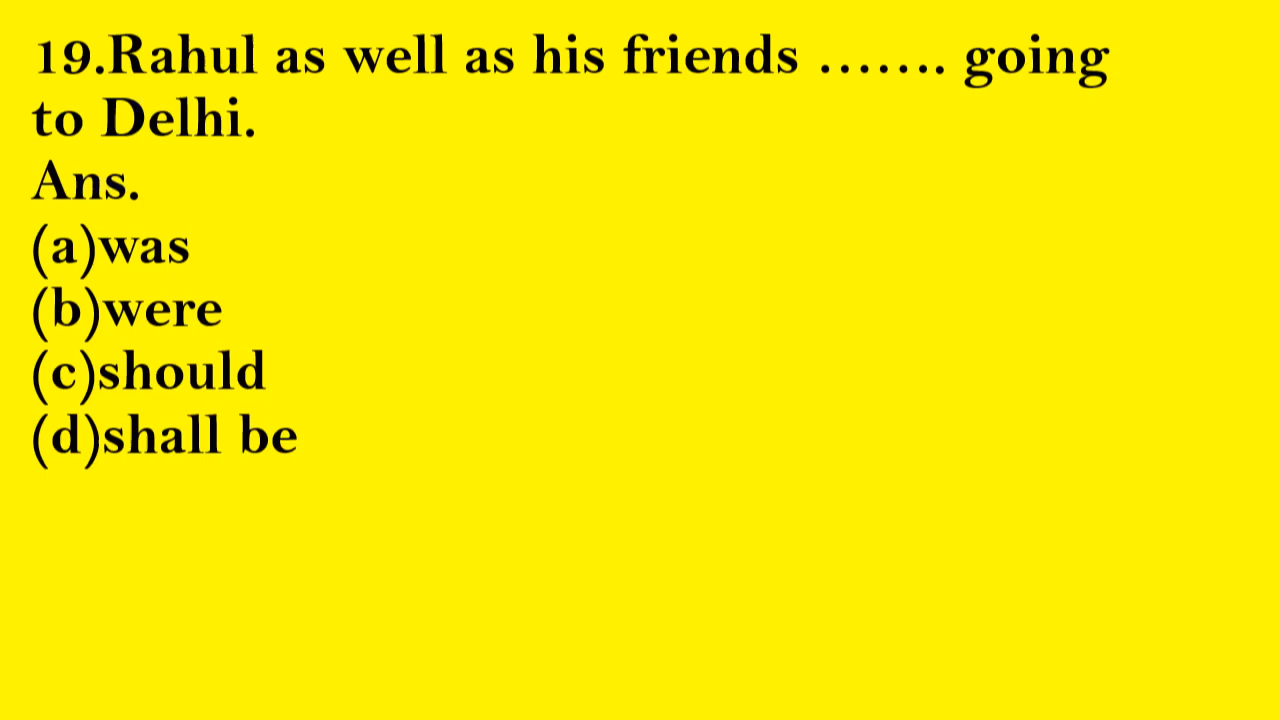 19.Rahul as well as his friends ....... going
to Delhi.
Ans.
(a)was
(b)were
(c)should
(d)shall be